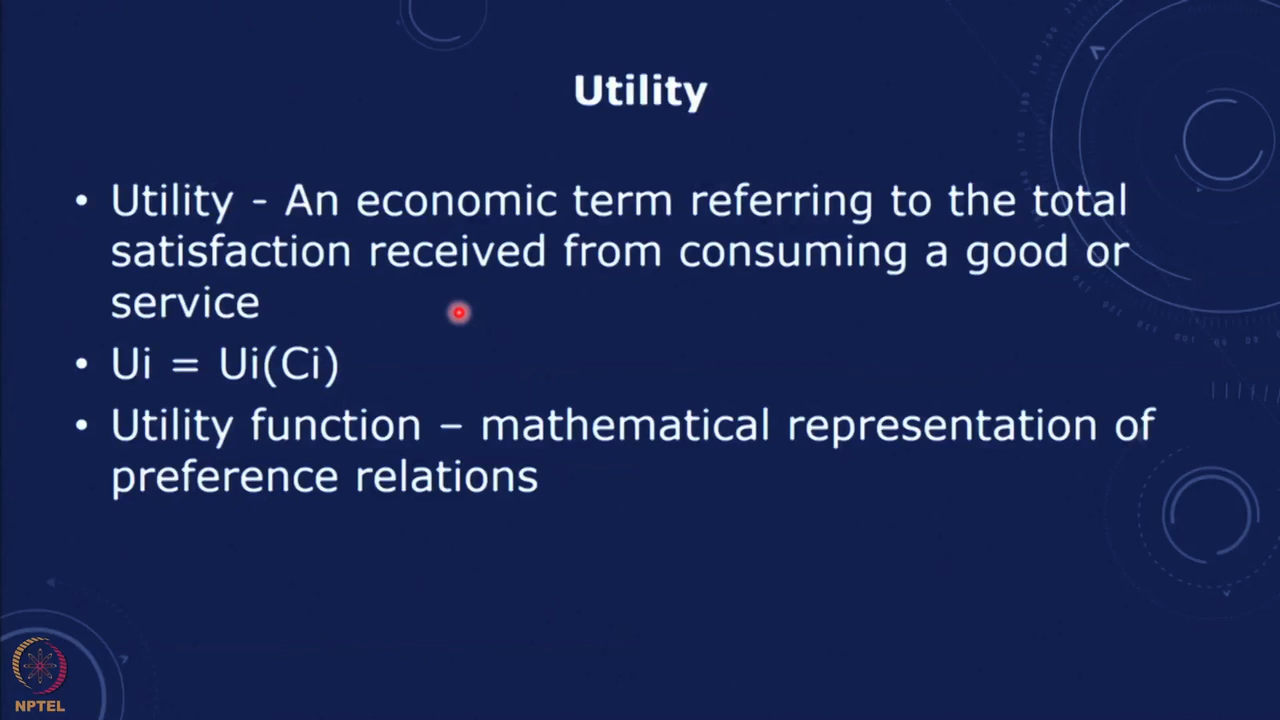 Utility
• Utility - An economic term referring to the total
satisfaction received from consuming a good or
service
• Ui = Ui(Ci)
• Utility function – mathematical representation of
preference relations
NPTEL